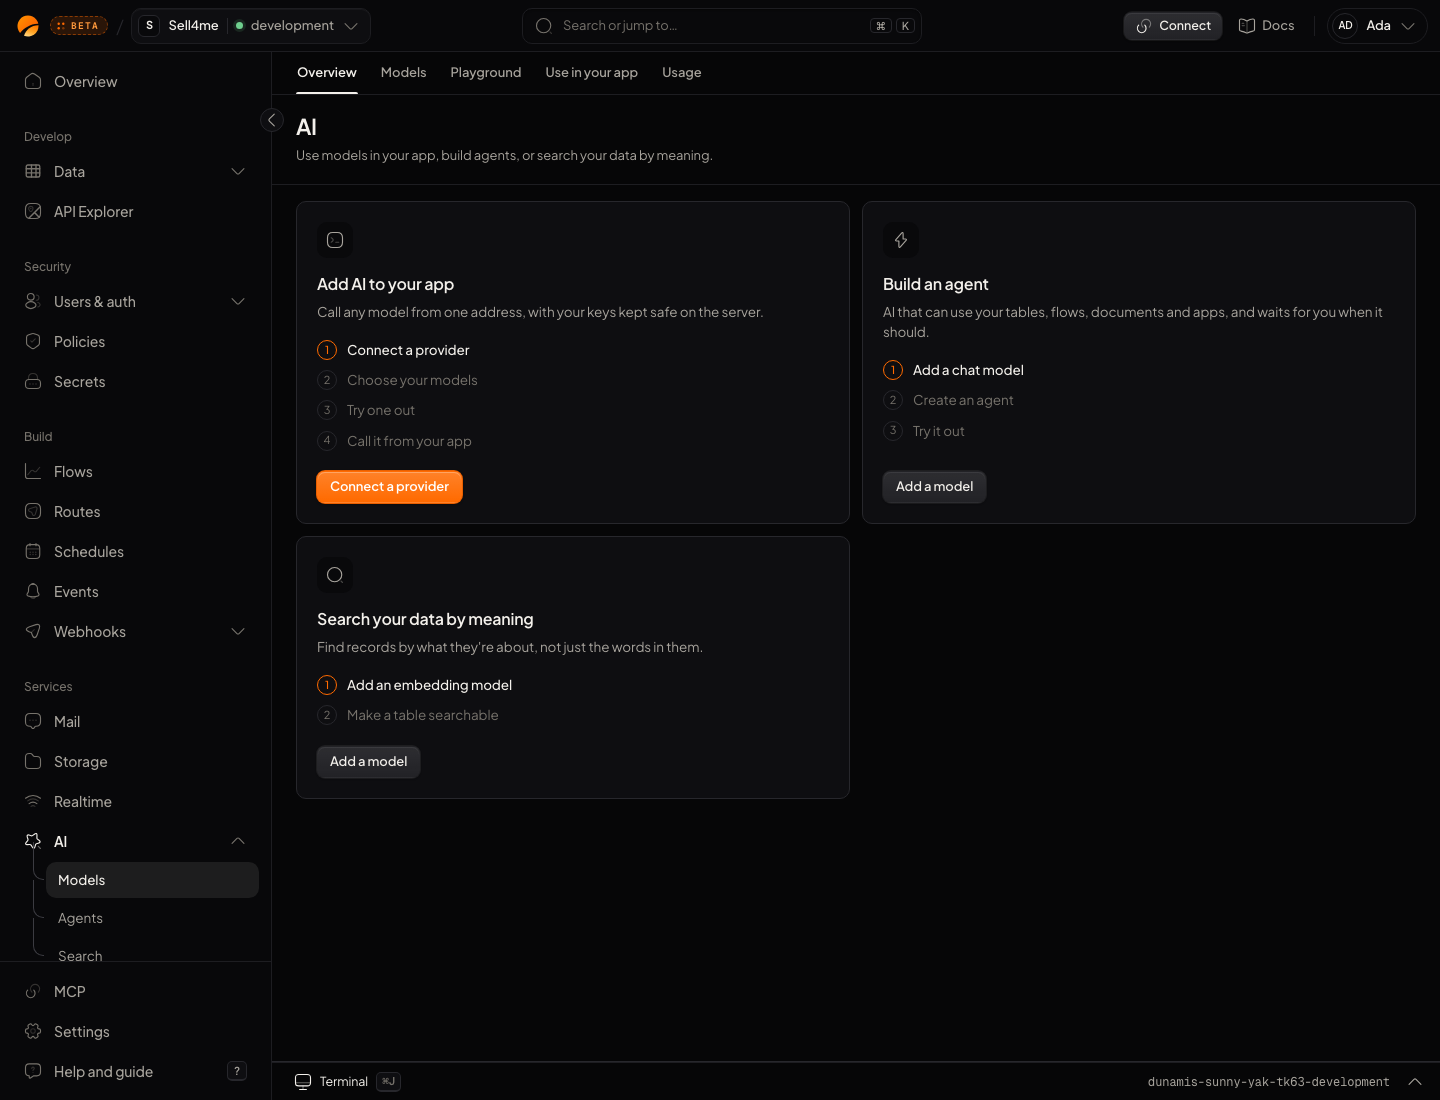 BETA
/
S Sell4me
development
Search or jump to...
⌘ K
Connect
Docs
AD Ada
Overview
Develop
Data
API Explorer
Security
Users & auth
Policies
Secrets
Build
Flows
Routes
Schedules
Events
Webhooks
Services
Mail
Storage
Realtime
AI
Models
Agents
Search
MCP
Settings
Help and guide ?
Overview Models Playground Use in your app Usage
AI
Use models in your app, build agents, or search your data by meaning.
Add AI to your app
Call any model from one address, with your keys kept safe on the server.
1 Connect a provider
2 Choose your models
3 Try one out
4 Call it from your app
Connect a provider
Build an agent
AI that can use your tables, flows, documents and apps, and waits for you when it
should.
1 Add a chat model
2 Create an agent
3 Try it out
Add a model
Search your data by meaning
Find records by what they're about, not just the words in them.
1 Add an embedding model
2 Make a table searchable
Add a model
Terminal ⌘J
dunamis-sunny-yak-tk63-development